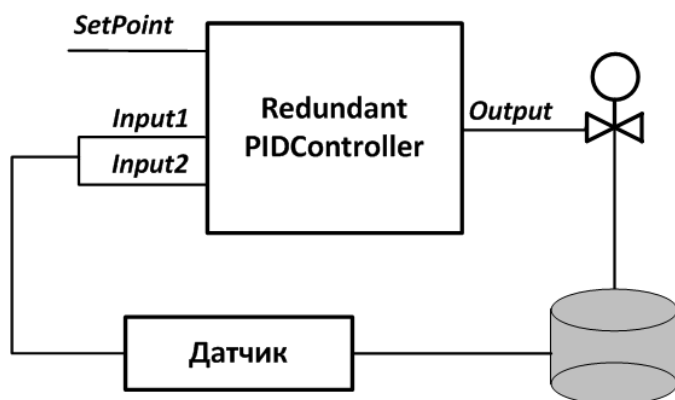 SetPoint
Input1
Input2
Redundant
PIDController
Output
Датчик